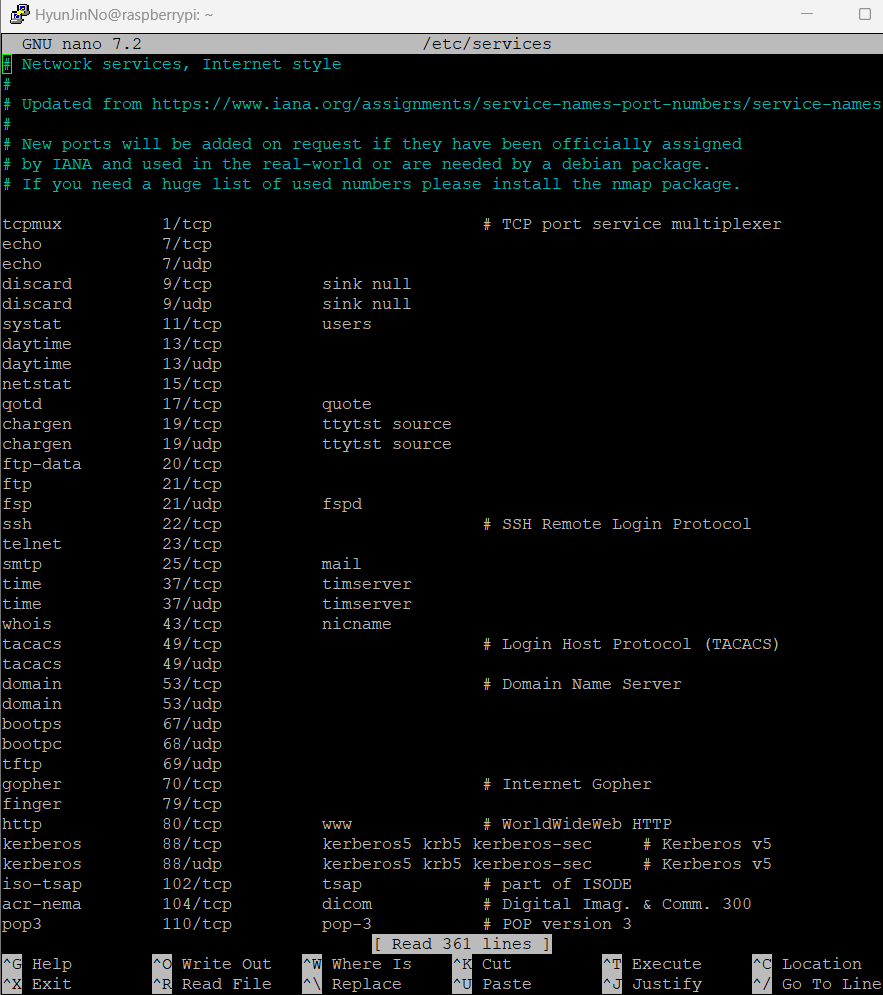 HyunJinNo@raspberrypi: ~
GNU nano 7.2 /etc/services
# Network services, Internet style
#
# Updated from https://www.iana.org/assignments/service-names-port-numbers/service-names
#
# New ports will be added on request if they have been officially assigned
# by IANA and used in the real-world or are needed by a debian package.
# If you need a huge list of used numbers please install the nmap package.
tcpmux 1/tcp # TCP port service multiplexer
echo 7/tcp
echo 7/udp
discard 9/tcp sink null
discard 9/udp sink null
systat 11/tcp users
daytime 13/tcp
daytime 13/udp
netstat 15/tcp
qotd 17/tcp quote
chargen 19/tcp ttytst source
chargen 19/udp ttytst source
ftp-data 20/tcp
ftp 21/tcp
fsp 21/udp fspd
ssh 22/tcp # SSH Remote Login Protocol
telnet 23/tcp
smtp 25/tcp mail
time 37/tcp timserver
time 37/udp timserver
whois 43/tcp nicname
tacacs 49/tcp # Login Host Protocol (TACACS)
tacacs 49/udp
domain 53/tcp # Domain Name Server
domain 53/udp
bootps 67/udp
bootpc 68/udp
tftp 69/udp
gopher 70/tcp # Internet Gopher
finger 79/tcp
http 80/tcp www # WorldWideWeb HTTP
kerberos 88/tcp kerberos5 krb5 kerberos-sec # Kerberos v5
kerberos 88/udp kerberos5 krb5 kerberos-sec # Kerberos v5
iso-tsap 102/tcp tsap # part of ISODE
acr-nema 104/tcp dicom # Digital Imag. & Comm. 300
pop3 110/tcp pop-3 # POP version 3
[ Read 361 lines ]
^G Help ^O Write Out ^W Where Is ^K Cut ^T Execute ^C Location
^X Exit ^R Read File ^\ Replace ^U Paste ^J Justify ^/ Go To Line